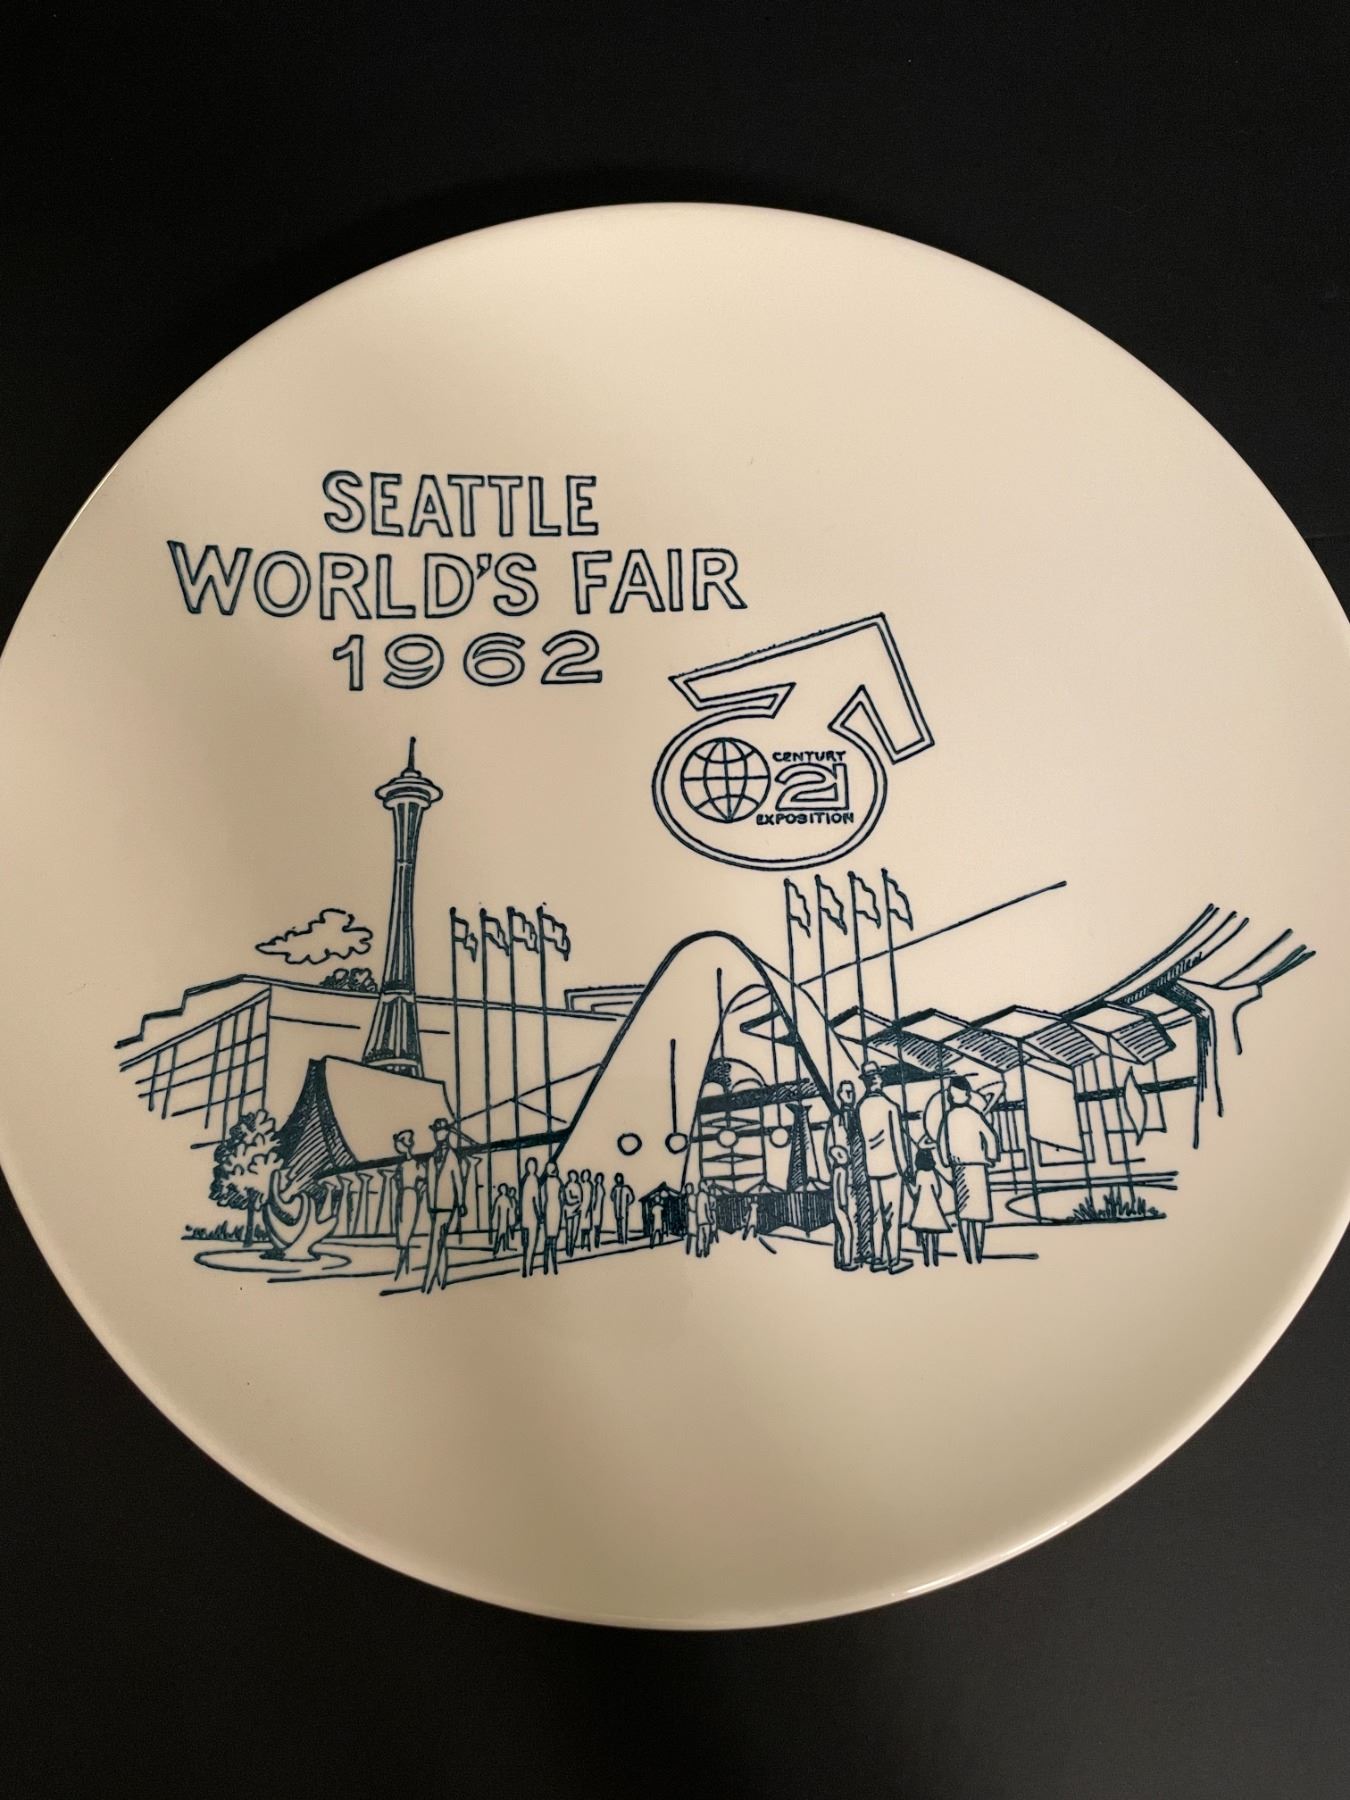 SEATTLE
WORLD'S FAIR
1962
CENTURY
21
EXPOSITION